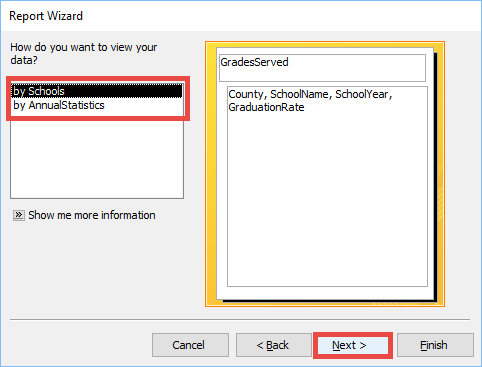 Report Wizard
How do you want to view your
data?
by Schools
by AnnualStatistics
Show me more information
GradesServed
County, SchoolName, SchoolYear,
GraduationRate
Cancel
< Back
Next >
Finish